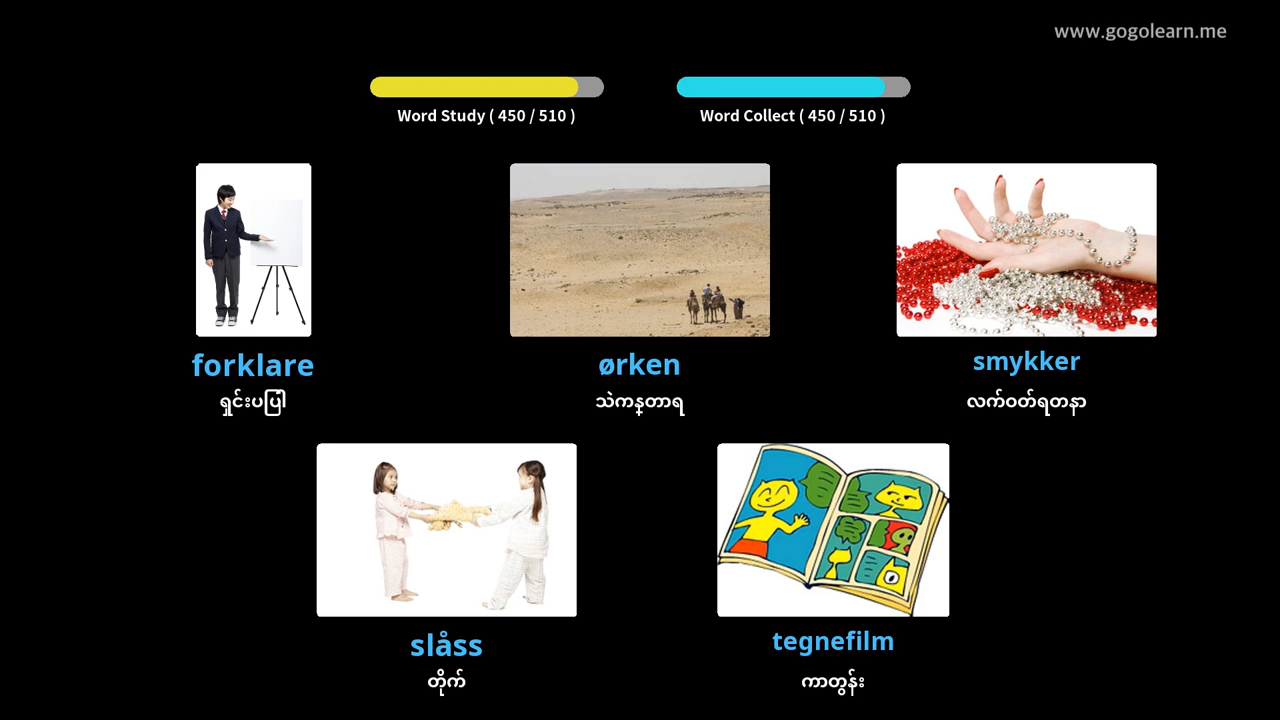 www.gogolearn.me
Word Study ( 450 / 510 )
Word Collect ( 450 / 510 )
forklare
ørken
smykker
ရှင်းပပြါ
သဲကန္တာရ
လက်ဝတ်ရတနာ
slåss
tegnefilm
တိုက်
ကာတွန်း